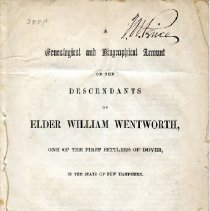 A
Genealogical and Biographical Account
OF THE
DESCENDANTS
OF
ELDER WILLIAM WENTWORTH,
ONE OF THE FIRST SETTLERS OF DOVER,
IN THE STATE OF NEW HAMPSHIRE.